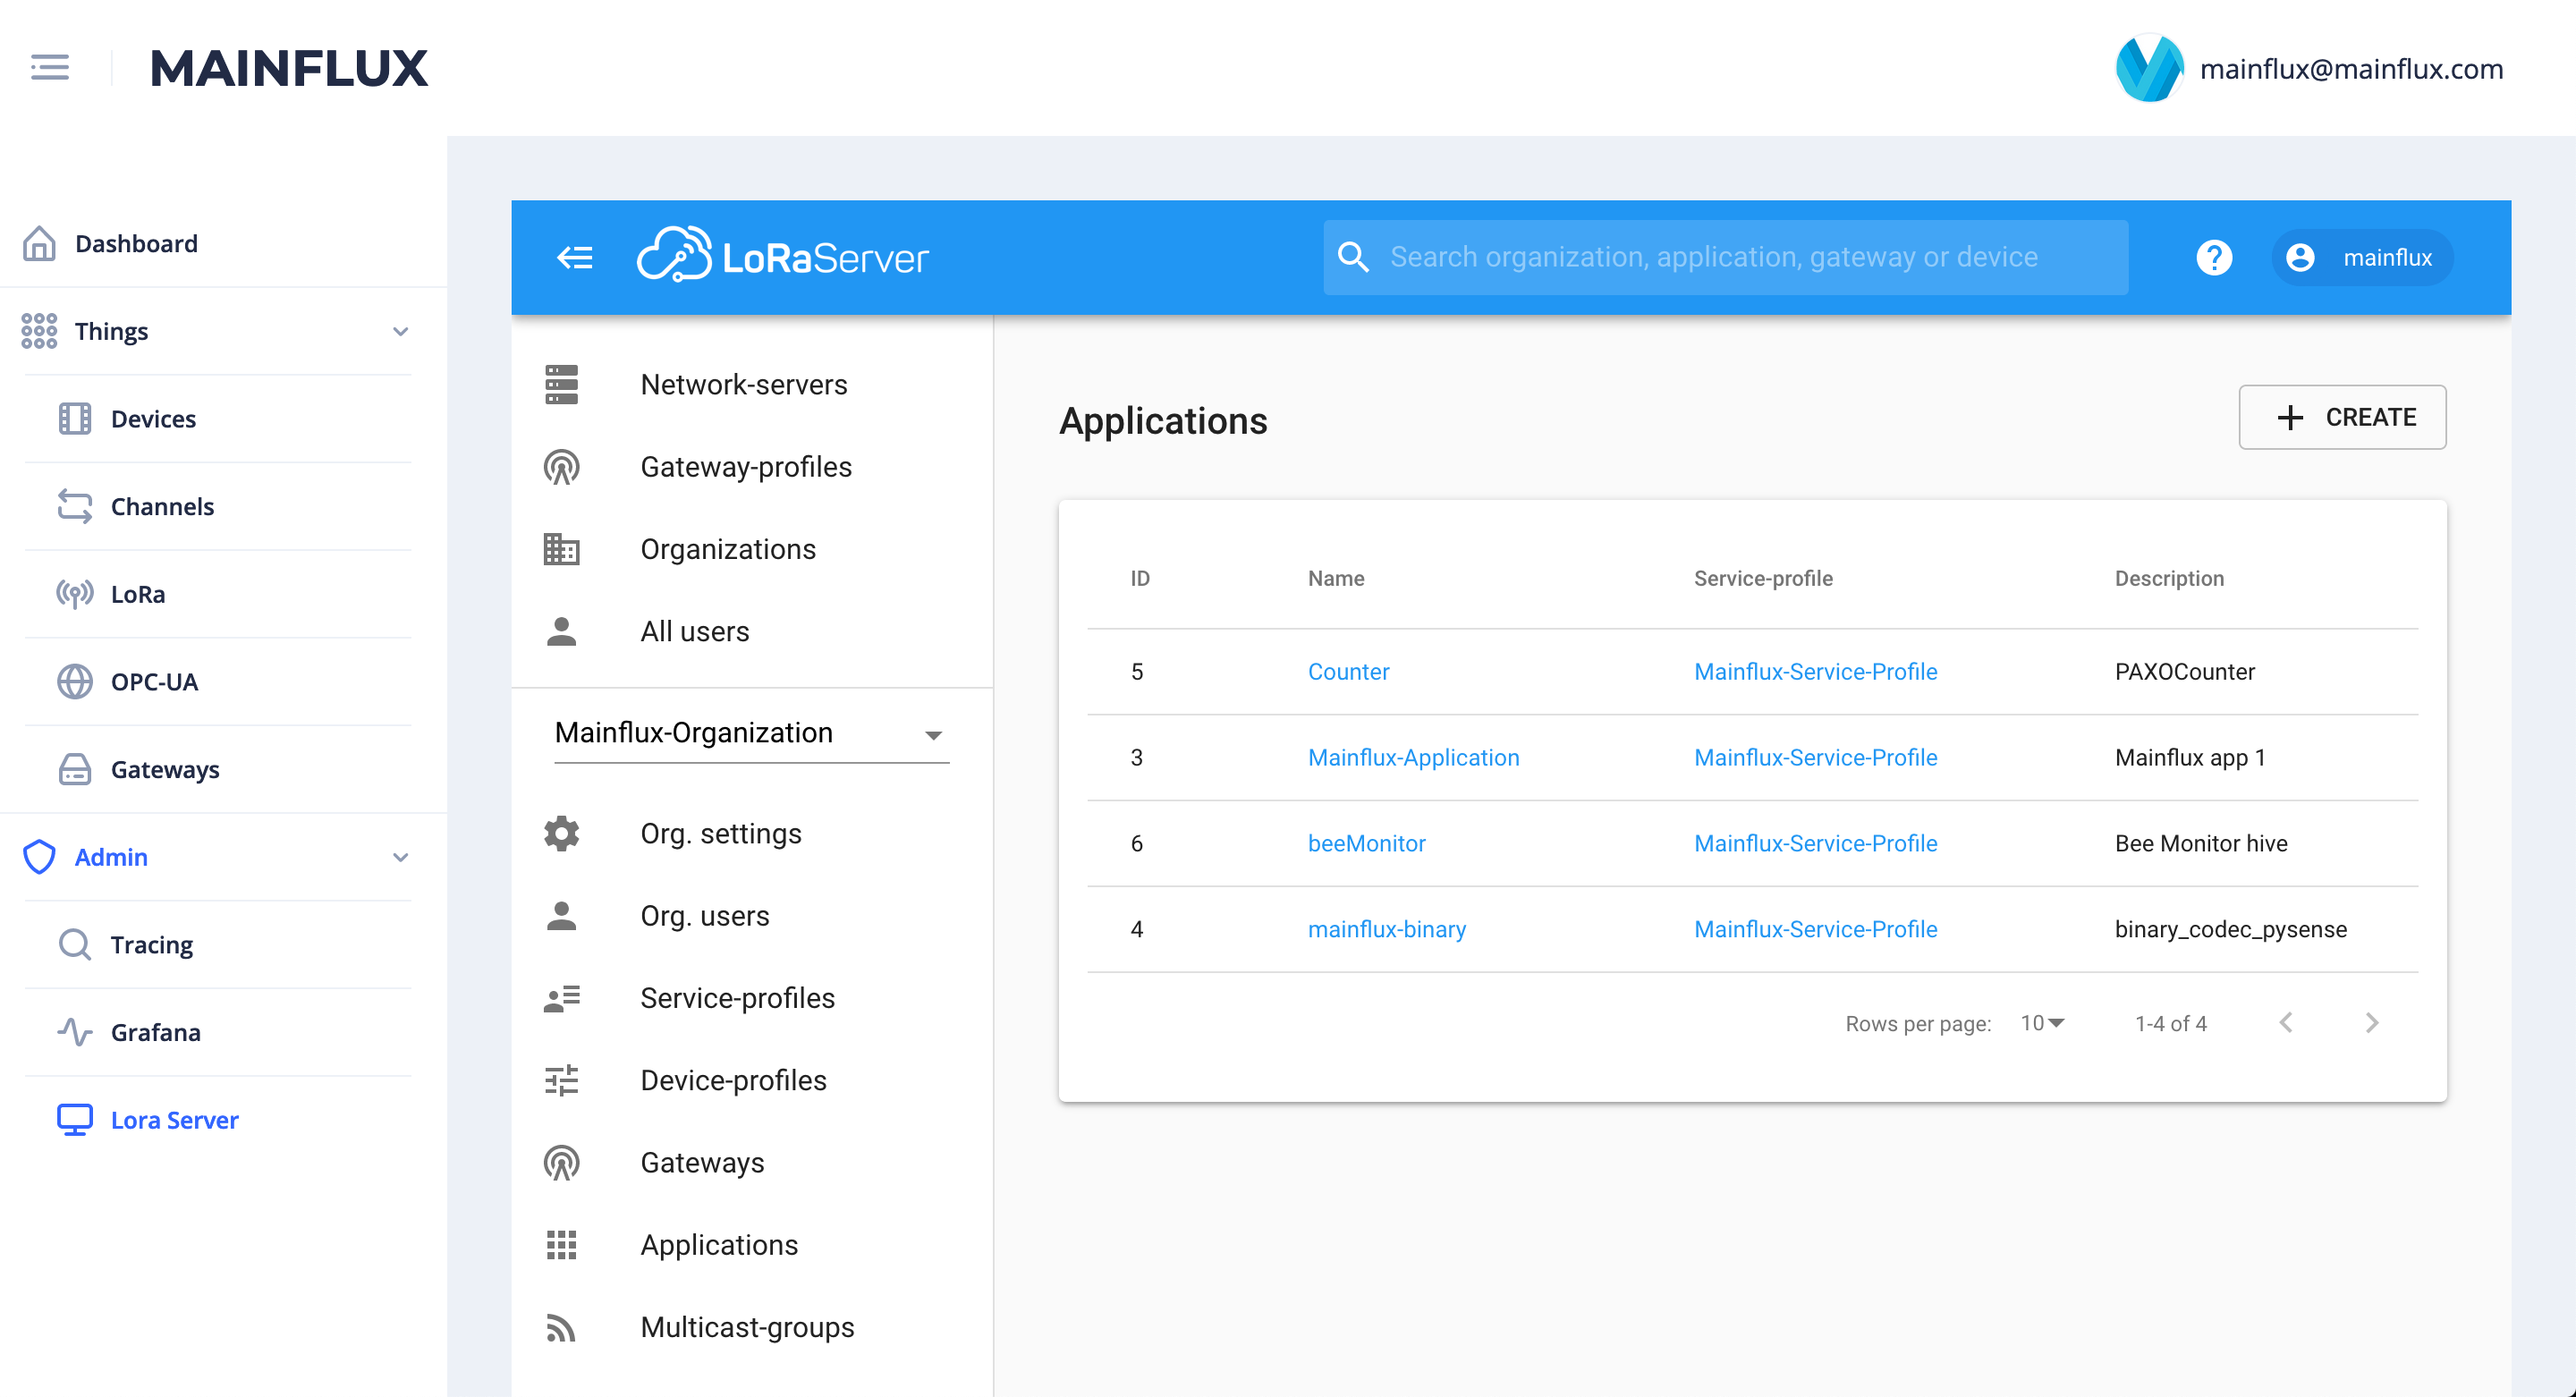 MAINFLUX
mainflux@mainflux.com
Dashboard
Things
Devices
Channels
LoRa
OPC-UA
Gateways
Admin
Tracing
Grafana
Lora Server
LoRaServer
Search organization, application, gateway or device
?
mainflux
Network-servers
Gateway-profiles
Organizations
All users
Mainflux-Organization
Org. settings
Org. users
Service-profiles
Device-profiles
Gateways
Applications
Multicast-groups
Applications
+ CREATE
ID Name Service-profile Description
5 Counter Mainflux-Service-Profile PAXOCounter
3 Mainflux-Application Mainflux-Service-Profile Mainflux app 1
6 beeMonitor Mainflux-Service-Profile Bee Monitor hive
4 mainflux-binary Mainflux-Service-Profile binary_codec_pysense
Rows per page: 10 1-4 of 4